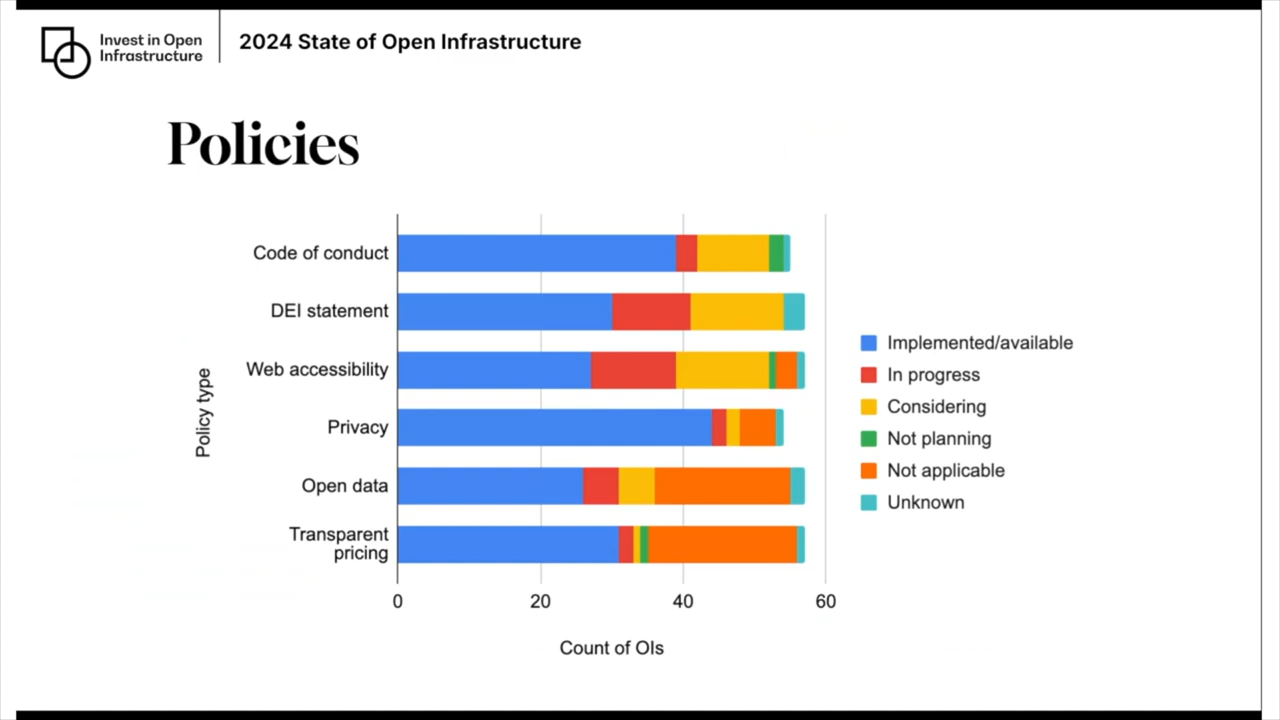 Invest in Open
Infrastructure
2024 State of Open Infrastructure
Policies
Policy type
Code of conduct
DEI statement
Web accessibility
Privacy
Open data
Transparent
pricing
0 20 40 60
Count of OIs
Implemented/available
In progress
Considering
Not planning
Not applicable
Unknown